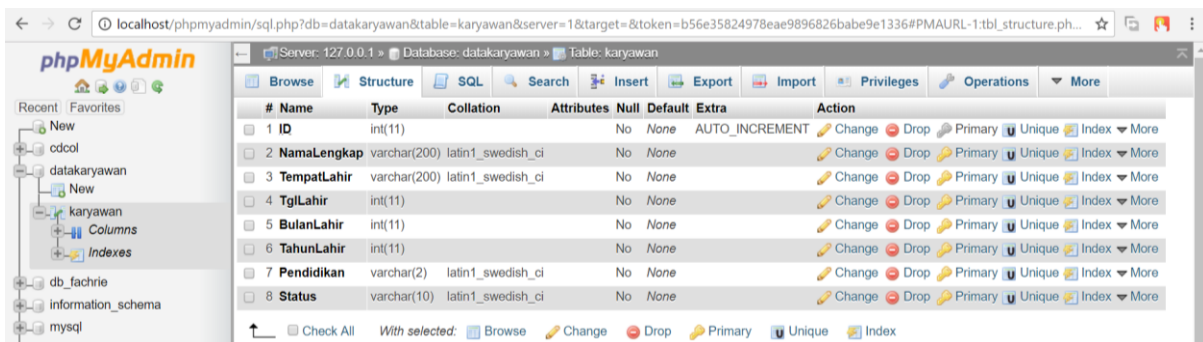 localhost/phpmyadmin/sql.php?db=datakaryawan&table=karyawan&server=1&target=&token=b56e35824978eae9896826babe9e1336#PMAURL-1:tbl_structure.ph...
phpMyAdmin
Recent Favorites
New
cdcol
datakaryawan
New
karyawan
Columns
Indexes
db_fachrie
information_schema
mysql
Server: 127.0.0.1 » Database: datakaryawan » Table: karyawan
Browse Structure SQL Search Insert Export Import Privileges Operations More
# Name Type Collation Attributes Null Default Extra Action
1 ID int(11) No None AUTO_INCREMENT Change Drop Primary Unique Index More
2 NamaLengkap varchar(200) latin1_swedish_ci No None Change Drop Primary Unique Index More
3 TempatLahir varchar(200) latin1_swedish_ci No None Change Drop Primary Unique Index More
4 TglLahir int(11) No None Change Drop Primary Unique Index More
5 BulanLahir int(11) No None Change Drop Primary Unique Index More
6 TahunLahir int(11) No None Change Drop Primary Unique Index More
7 Pendidikan varchar(2) latin1_swedish_ci No None Change Drop Primary Unique Index More
8 Status varchar(10) latin1_swedish_ci No None Change Drop Primary Unique Index More
Check All With selected: Browse Change Drop Primary Unique Index